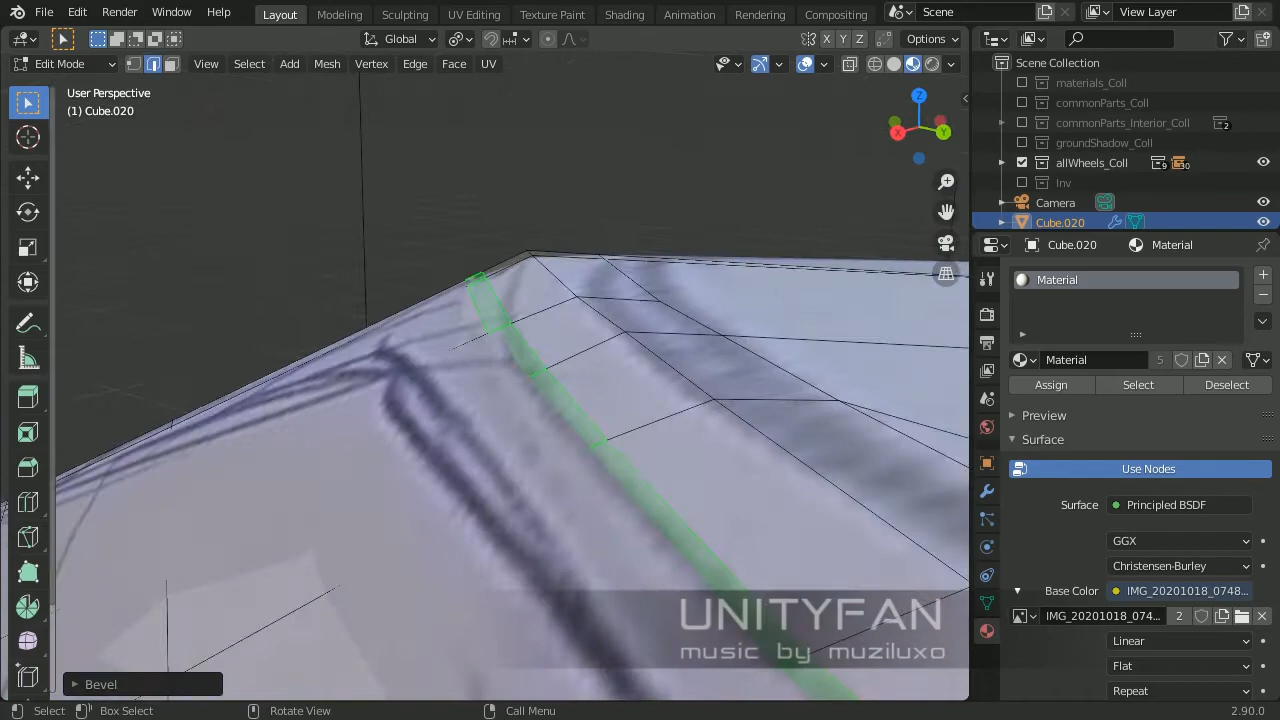 File Edit Render Window Help
Layout Modeling Sculpting UV Editing Texture Paint Shading Animation Rendering Compositing
Scene
View Layer
Global
X Y Z
Options
Edit Mode
View Select Add Mesh Vertex Edge Face UV
User Perspective
(1) Cube.020
Z
X
Y
Scene Collection
materials_Coll
commonParts_Coll
commonParts_Interior_Coll 2
groundShadow_Coll
allWheels_Coll 9 30
Inv
Camera
Cube.020
Cube.020 Material
Material
Material 5
Assign Select Deselect
Preview
Surface
Use Nodes
Surface Principled BSDF
GGX
Christensen-Burley
Base Color IMG_20201018_0748...
IMG_20201018_074... 2
Linear
Flat
Repeat
UNITYFAN
music by muziluxo
Bevel
Select Box Select Rotate View Call Menu 2.90.0